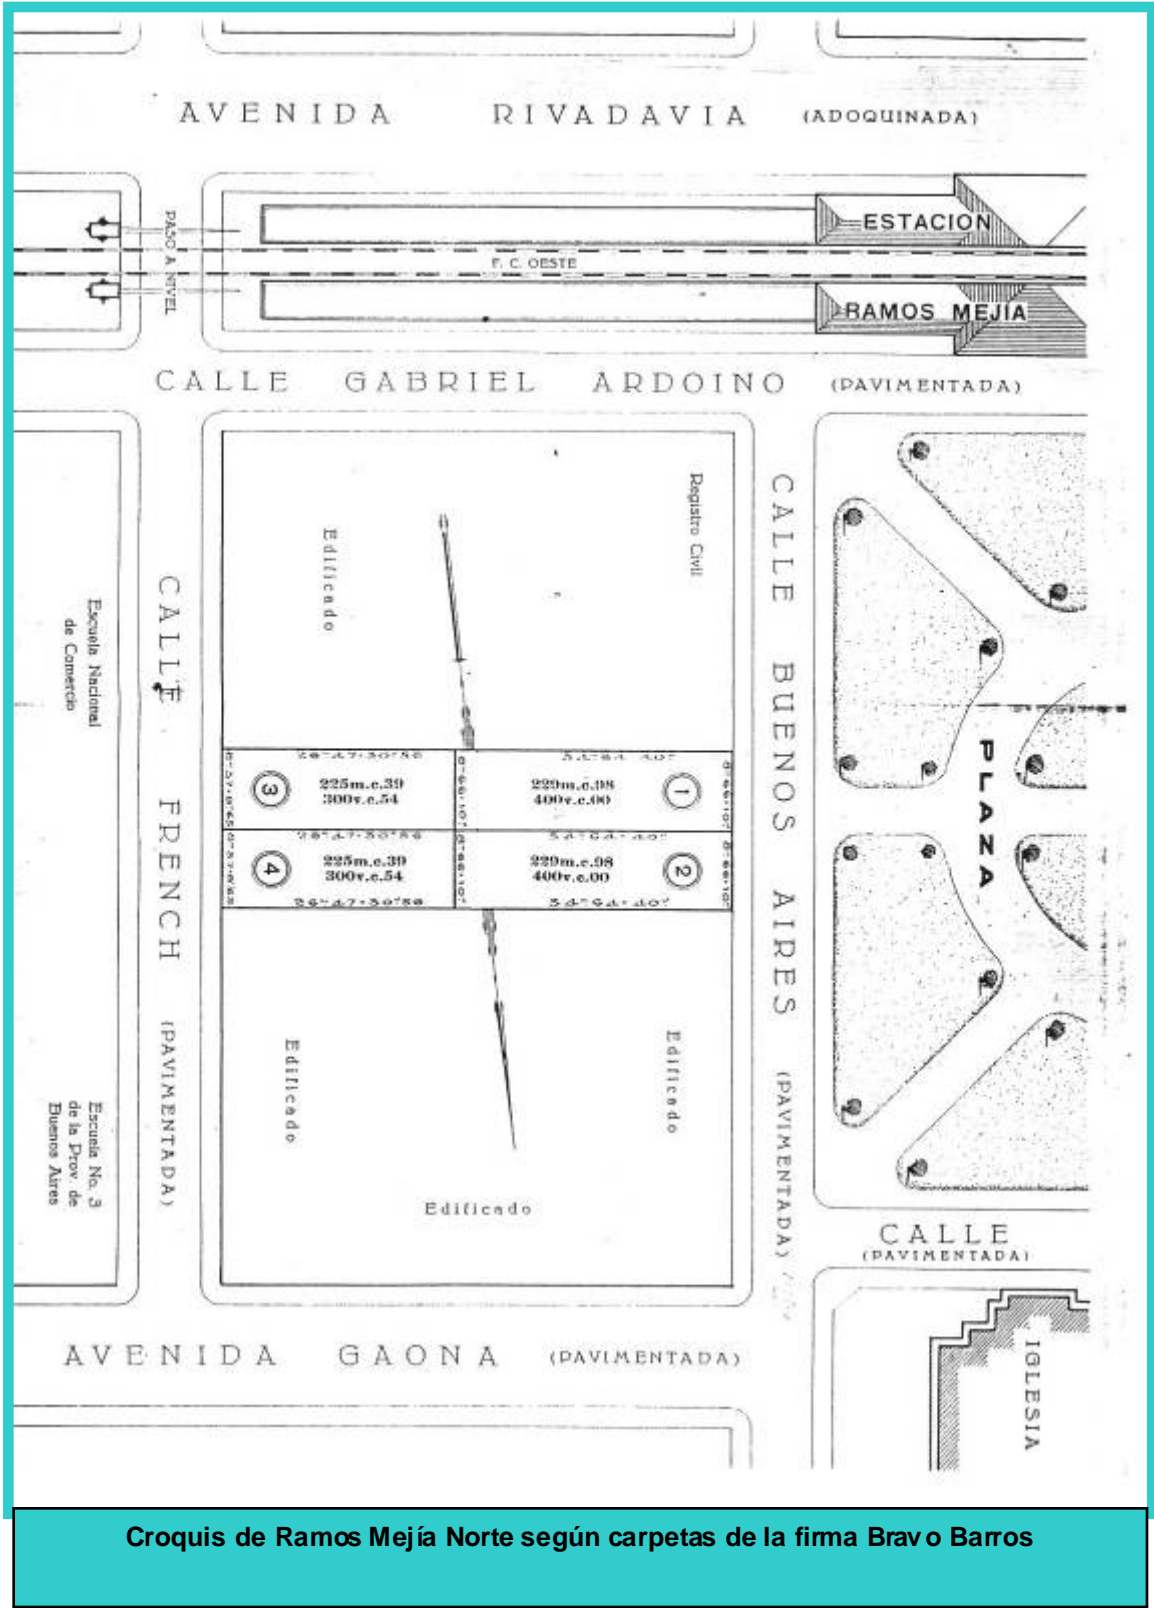 AVENIDA RIVADAVIA (ADOQUINADA)
PASO A NIVEL
ESTACION
F. C. OESTE
RAMOS MEJIA
CALLE GABRIEL ARDOINO (PAVIMENTADA)
Edificado
Registro Civil
CALLE BUENOS AIRES (PAVIMENTADA)
CALLE FRENCH (PAVIMENTADA)
Escuela Nacional
de Comercio
PLAZA
3
225m.c.39
300v.c.54
229m.c.98
400v.c.00
1
4
225m.c.39
300v.c.54
229m.c.98
400v.c.00
2
Edificado
Edificado
Edificado
Escuela No. 3
de la Prov. de
Buenos Aires
CALLE
(PAVIMENTADA)
AVENIDA GAONA (PAVIMENTADA)
IGLESIA
Croquis de Ramos Mejía Norte según carpetas de la firma Bravo Barros